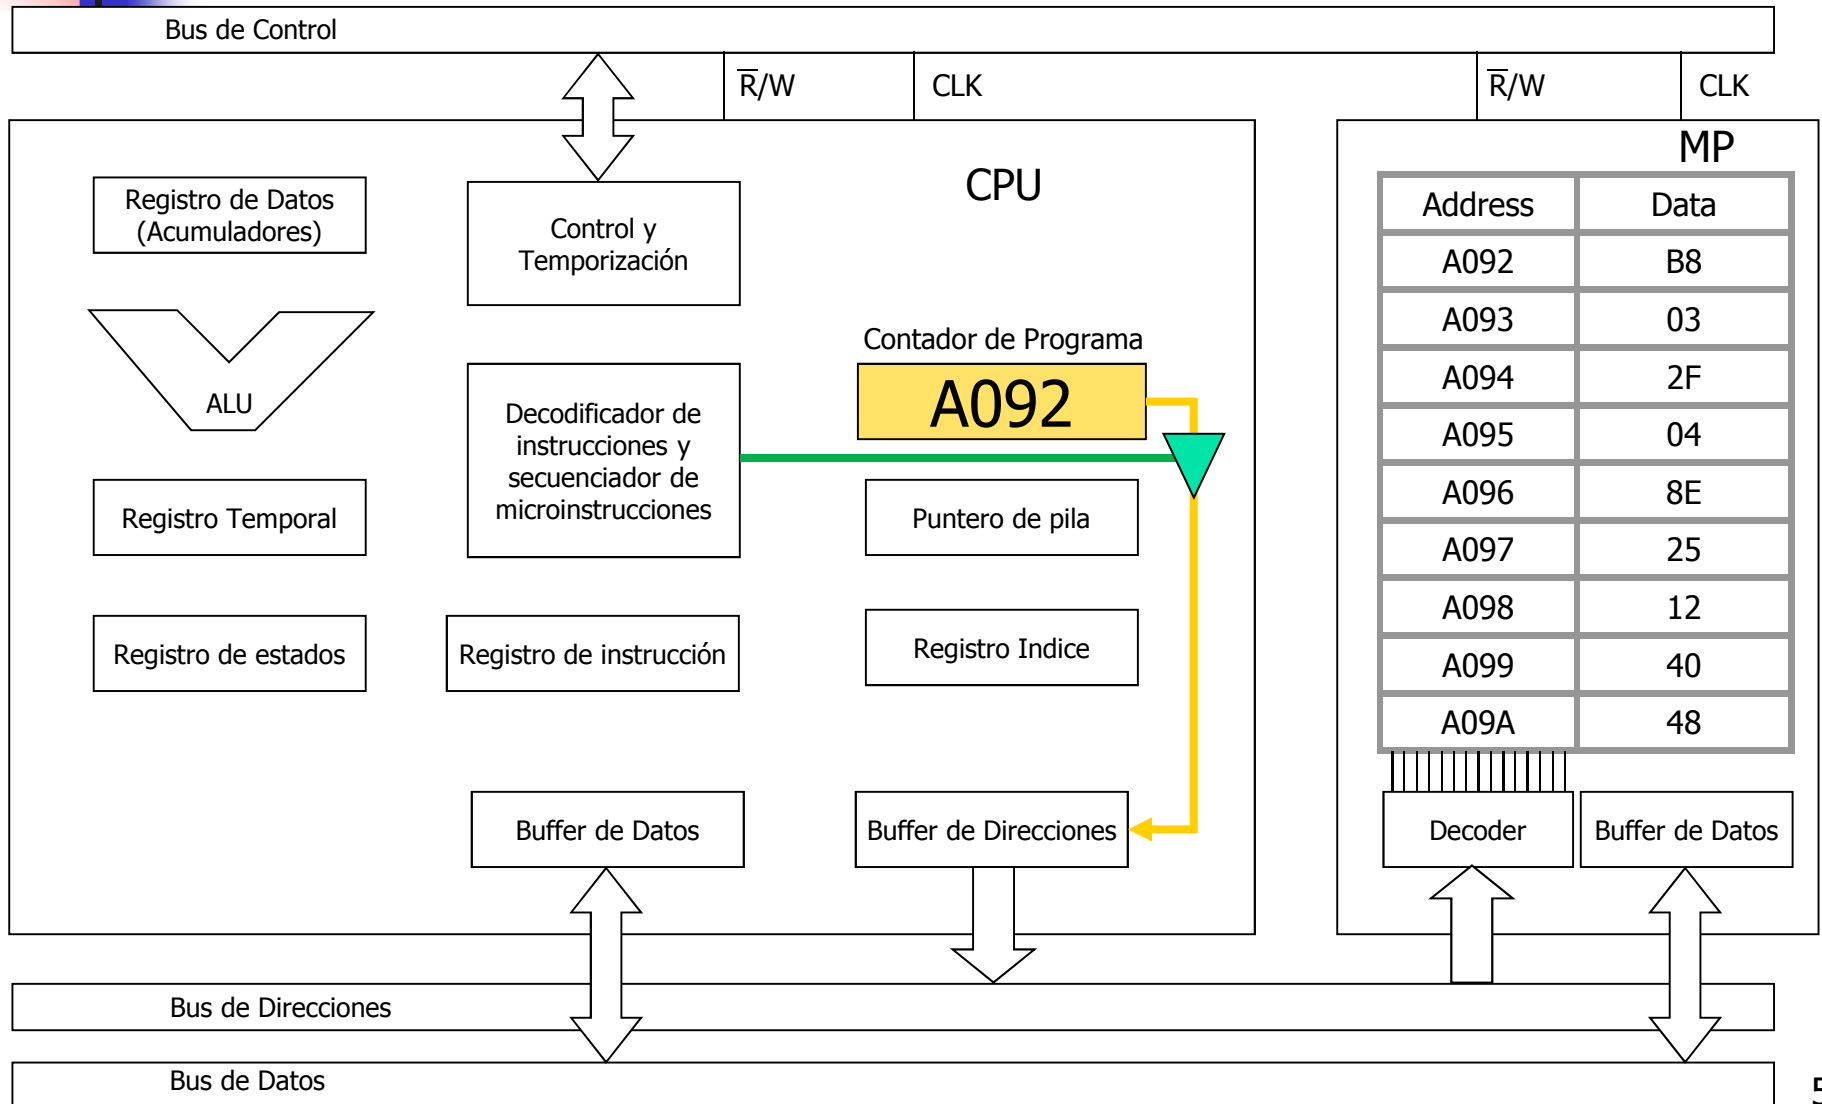 Bus de Control
R̅/W
CLK
R̅/W
CLK
CPU
MP
Registro de Datos
(Acumuladores)
Control y
Temporización
ALU
Decodificador de
instrucciones y
secuenciador de
microinstrucciones
Contador de Programa
A092
Registro Temporal
Puntero de pila
Registro de estados
Registro de instrucción
Registro Indice
Buffer de Datos
Buffer de Direcciones
Address Data
A092 B8
A093 03
A094 2F
A095 04
A096 8E
A097 25
A098 12
A099 40
A09A 48
Decoder
Buffer de Datos
Bus de Direcciones
Bus de Datos